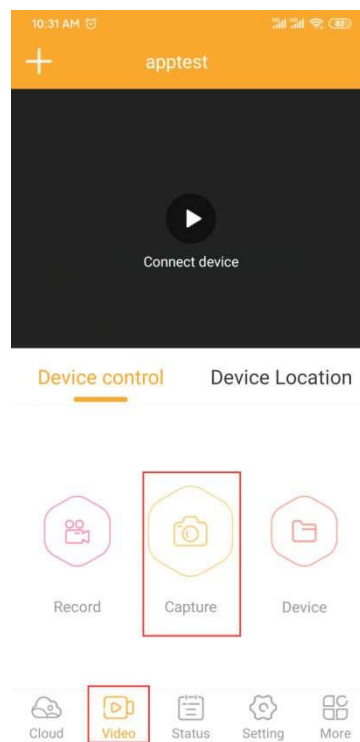 10:31 AM
apptest
Connect device
Device control Device Location
Record Capture Device
Cloud Video Status Setting More